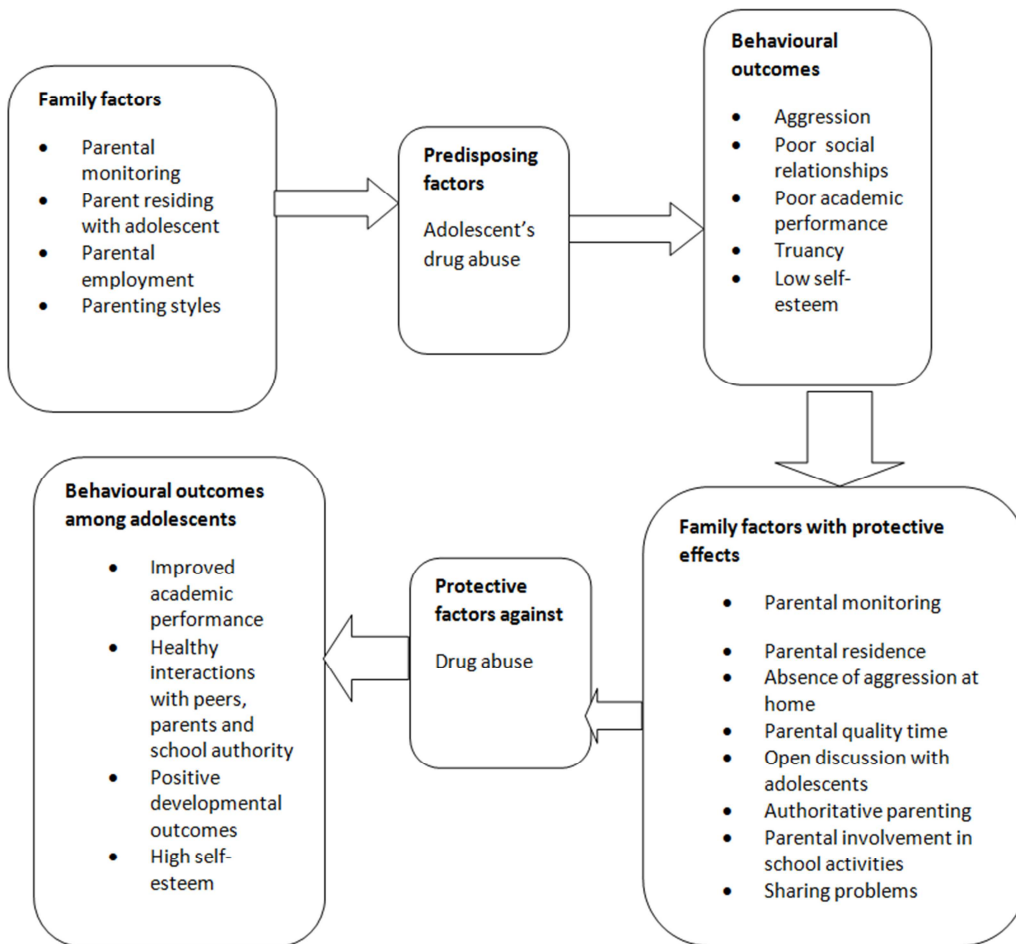 Family factors
• Parental
monitoring
• Parent residing
with adolescent
• Parental
employment
• Parenting styles
Predisposing
factors
Adolescent's
drug abuse
Behavioural
outcomes
• Aggression
• Poor social
relationships
• Poor academic
performance
• Truancy
• Low self-
esteem
Family factors with protective
effects
• Parental monitoring
• Parental residence
• Absence of aggression at
home
• Parental quality time
• Open discussion with
adolescents
• Authoritative parenting
• Parental involvement in
school activities
• Sharing problems
Protective
factors against
Drug abuse
Behavioural outcomes
among adolescents
• Improved
academic
performance
• Healthy
interactions
with peers,
parents and
school authority
• Positive
developmental
outcomes
• High self-
esteem